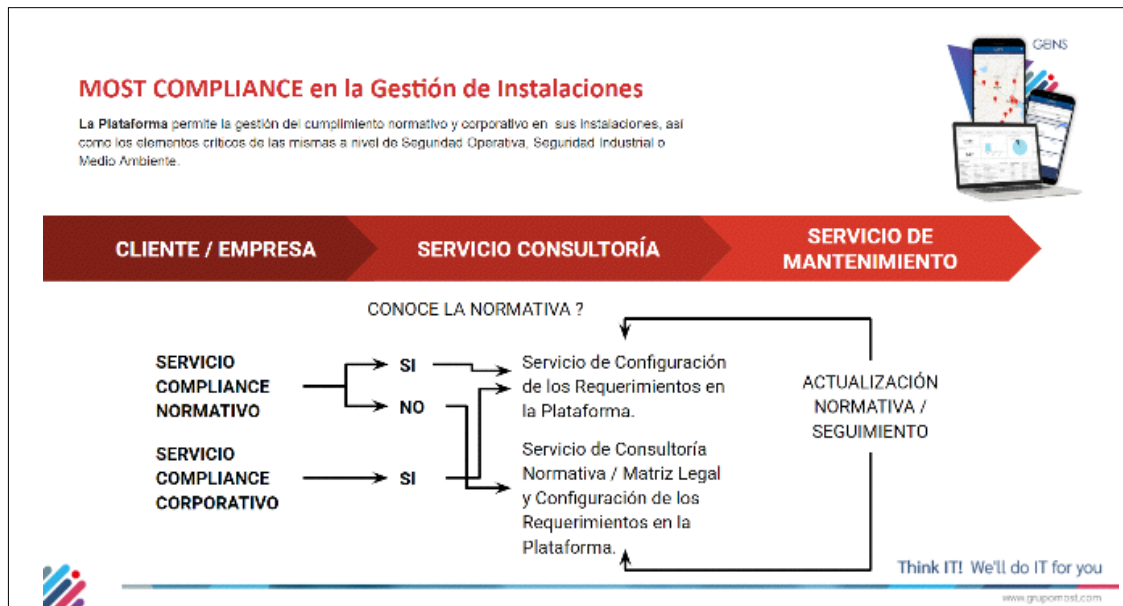 GBNS
MOST COMPLIANCE en la Gestión de Instalaciones
La Plataforma permite la gestión del cumplimiento normativo y corporativo en sus instalaciones, así
como los elementos críticos de las mismas a nivel de Seguridad Operativa, Seguridad Industrial o
Medio Ambiente.
CLIENTE / EMPRESA
SERVICIO CONSULTORÍA
SERVICIO DE
MANTENIMIENTO
CONOCE LA NORMATIVA ?
SERVICIO
COMPLIANCE
NORMATIVO
SI
NO
SERVICIO
COMPLIANCE
CORPORATIVO
SI
Servicio de Configuración
de los Requerimientos en
la Plataforma.
Servicio de Consultoría
Normativa / Matriz Legal
y Configuración de los
Requerimientos en la
Plataforma.
ACTUALIZACIÓN
NORMATIVA /
SEGUIMIENTO
Think IT! We'll do IT for you
www.grupomost.com